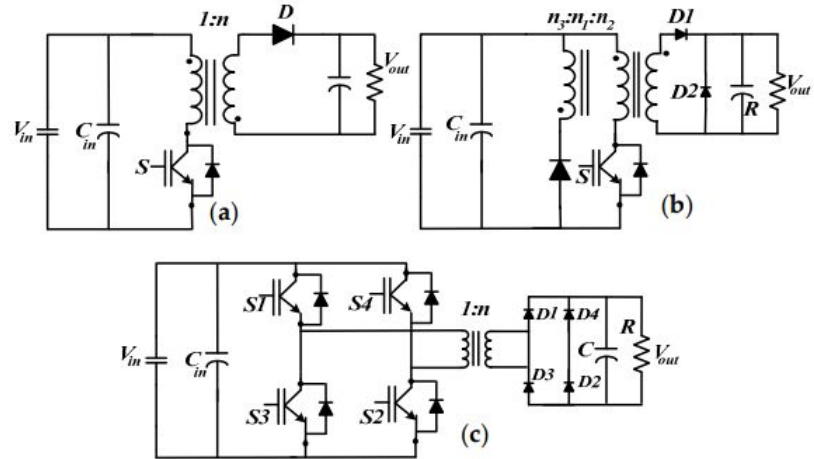 1:n
D
V_in
C_in
S
V_out
(a)
n_3:n_1:n_2
D1
V_in
C_in
S
D2
R
V_out
(b)
S1
S4
1:n
D1
D4
R
V_in
C_in
C
V_out
D3
D2
S3
S2
(c)